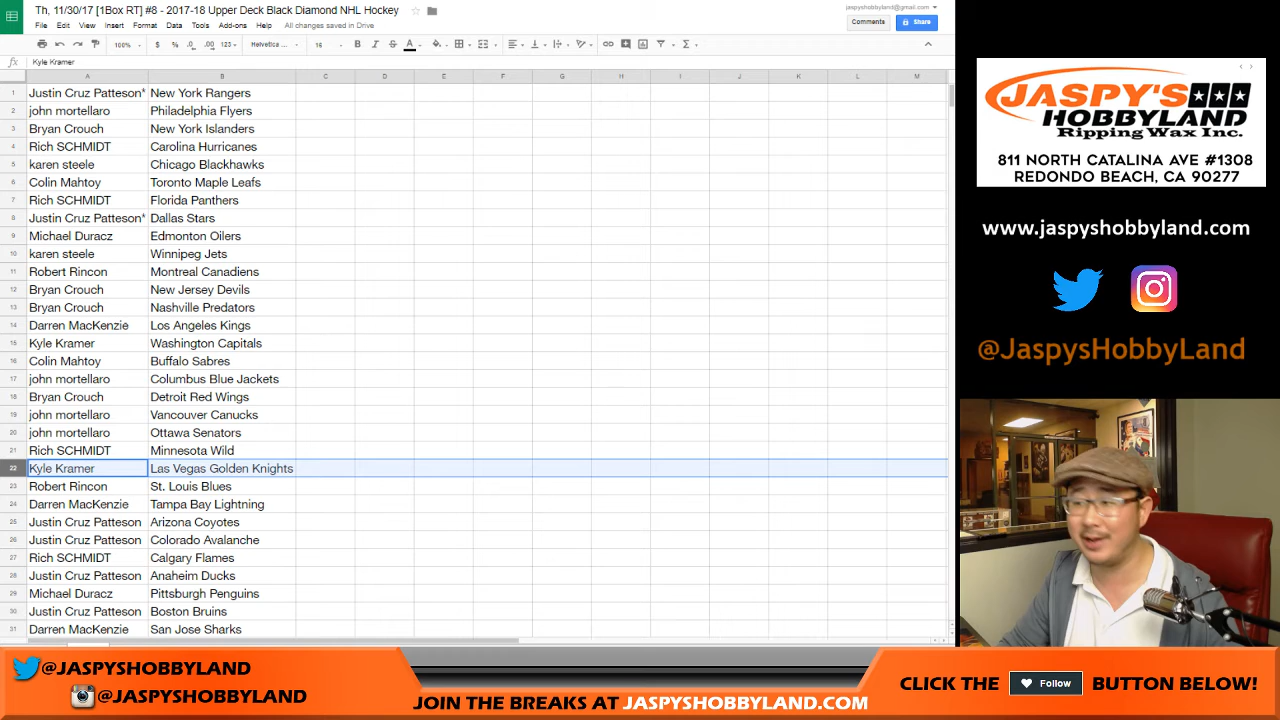 Th, 11/30/17 [1Box RT] #8 - 2017-18 Upper Deck Black Diamond NHL Hockey
jaspyhobbyland@gmail.com
File Edit View Insert Format Data Tools Add-ons Help All changes saved in Drive
Comments
Share
100% $ % .0 .00 123 Helvetica ... 16 B I S A
fx Kyle Kramer
A B C D E F G H I J K L M
1 Justin Cruz Patteson* New York Rangers
2 john mortellaro Philadelphia Flyers
3 Bryan Crouch New York Islanders
4 Rich SCHMIDT Carolina Hurricanes
5 karen steele Chicago Blackhawks
6 Colin Mahtoy Toronto Maple Leafs
7 Rich SCHMIDT Florida Panthers
8 Justin Cruz Patteson* Dallas Stars
9 Michael Duracz Edmonton Oilers
10 karen steele Winnipeg Jets
11 Robert Rincon Montreal Canadiens
12 Bryan Crouch New Jersey Devils
13 Bryan Crouch Nashville Predators
14 Darren MacKenzie Los Angeles Kings
15 Kyle Kramer Washington Capitals
16 Colin Mahtoy Buffalo Sabres
17 john mortellaro Columbus Blue Jackets
18 Bryan Crouch Detroit Red Wings
19 john mortellaro Vancouver Canucks
20 john mortellaro Ottawa Senators
21 Rich SCHMIDT Minnesota Wild
22 Kyle Kramer Las Vegas Golden Knights
23 Robert Rincon St. Louis Blues
24 Darren MacKenzie Tampa Bay Lightning
25 Justin Cruz Patteson Arizona Coyotes
26 Justin Cruz Patteson Colorado Avalanche
27 Rich SCHMIDT Calgary Flames
28 Justin Cruz Patteson Anaheim Ducks
29 Michael Duracz Pittsburgh Penguins
30 Justin Cruz Patteson Boston Bruins
31 Darren MacKenzie San Jose Sharks
JASPY'S
HOBBYLAND
Ripping Wax Inc.
811 NORTH CATALINA AVE #1308
REDONDO BEACH, CA 90277
www.jaspyshobbyland.com
@JaspysHobbyLand
@JASPYSHOBBYLAND
@JASPYSHOBBYLAND
JOIN THE BREAKS AT JASPYSHOBBYLAND.COM
CLICK THE Follow BUTTON BELOW!